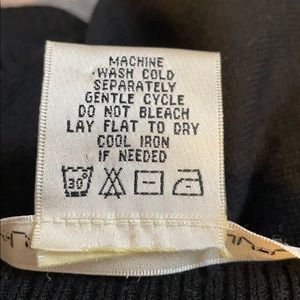 MACHINE
WASH COLD
SEPARATELY
GENTLE CYCLE
DO NOT BLEACH
LAY FLAT TO DRY
COOL IRON
IF NEEDED
30°